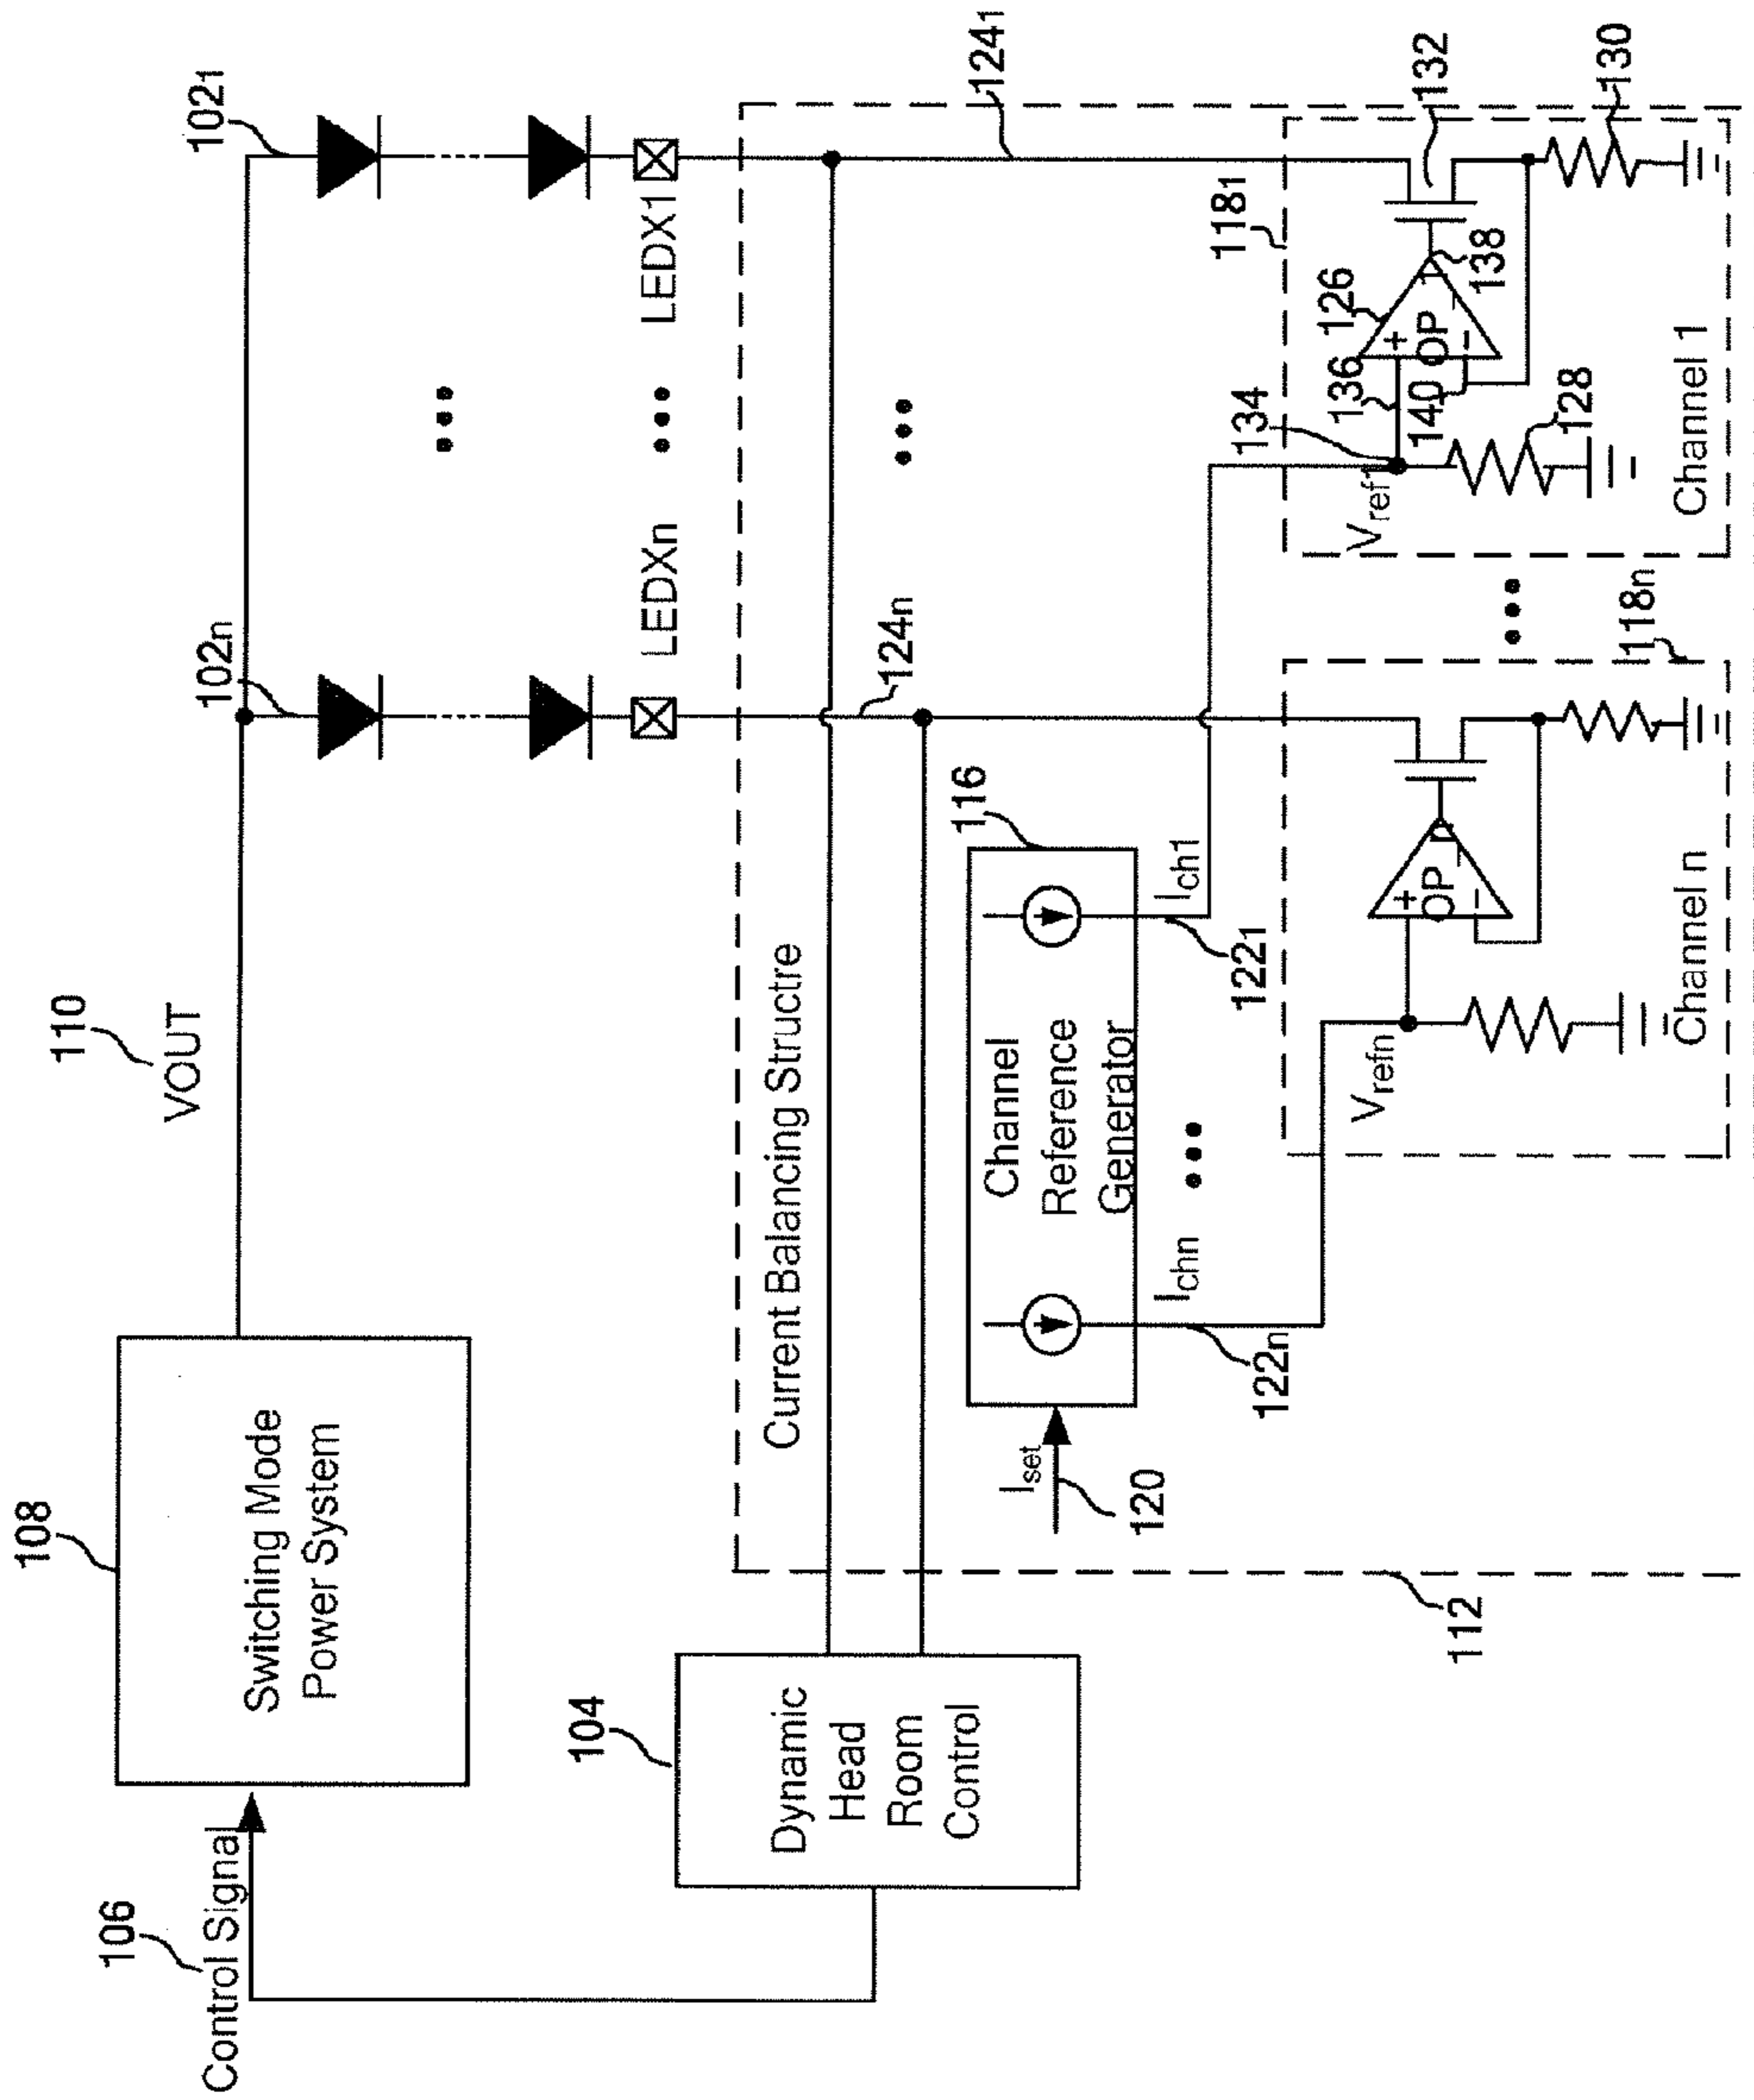 110
VOUT
108
Switching Mode
Power System
106
Control Signal
102n
1021
LEDXn
LEDX1
104
Dynamic
Head
Room
Control
Current Balancing Structre
124n
1241
116
Channel
Reference
Generator
Iset
120
Ichn
Ich1
122n
1221
112
118n
1181
Vrefn
OP
+
−
Channel n
Vref1
134
136
140
126
OP
+
−
138
132
130
128
Channel 1